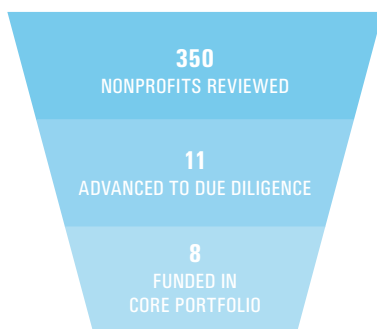 350
NONPROFITS REVIEWED
11
ADVANCED TO DUE DILIGENCE
8
FUNDED IN
CORE PORTFOLIO